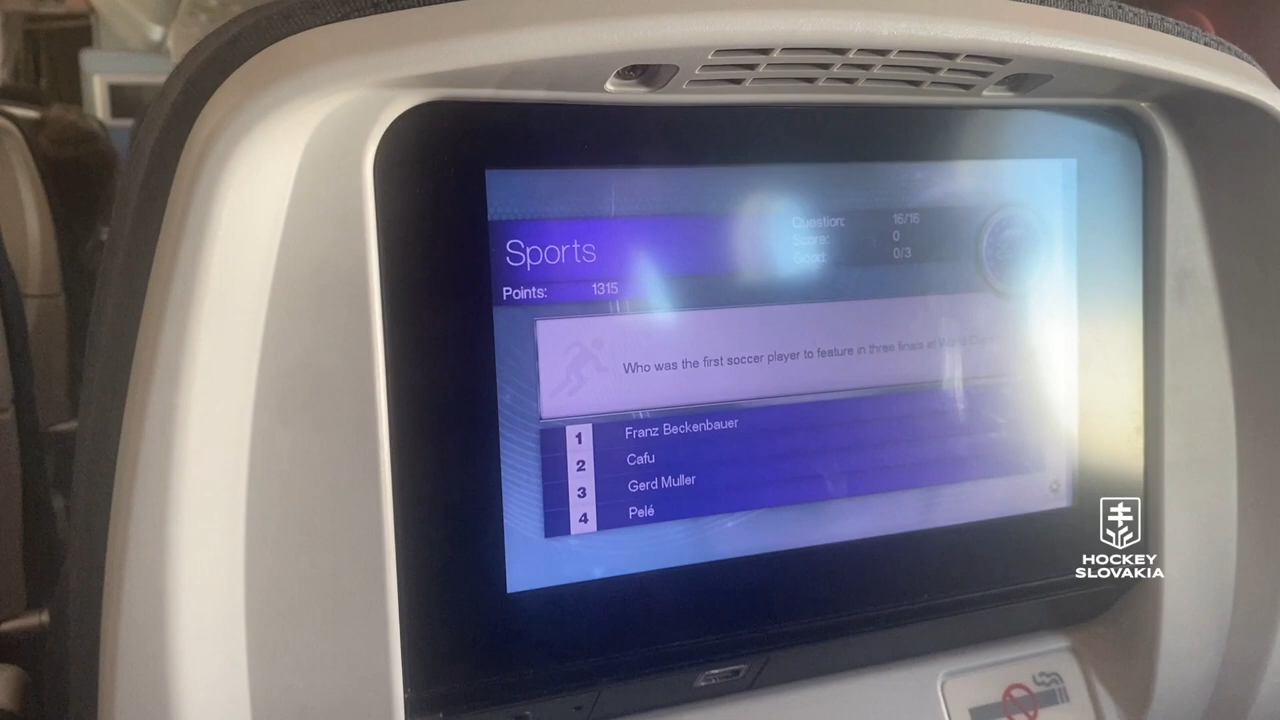 Sports
Question: 16/16
Score: 0
Good: 0/3
Points: 1315
Who was the first soccer player to feature in three finals at World Cup
1 Franz Beckenbauer
2 Cafu
3 Gerd Muller
4 Pelé
HOCKEY
SLOVAKIA